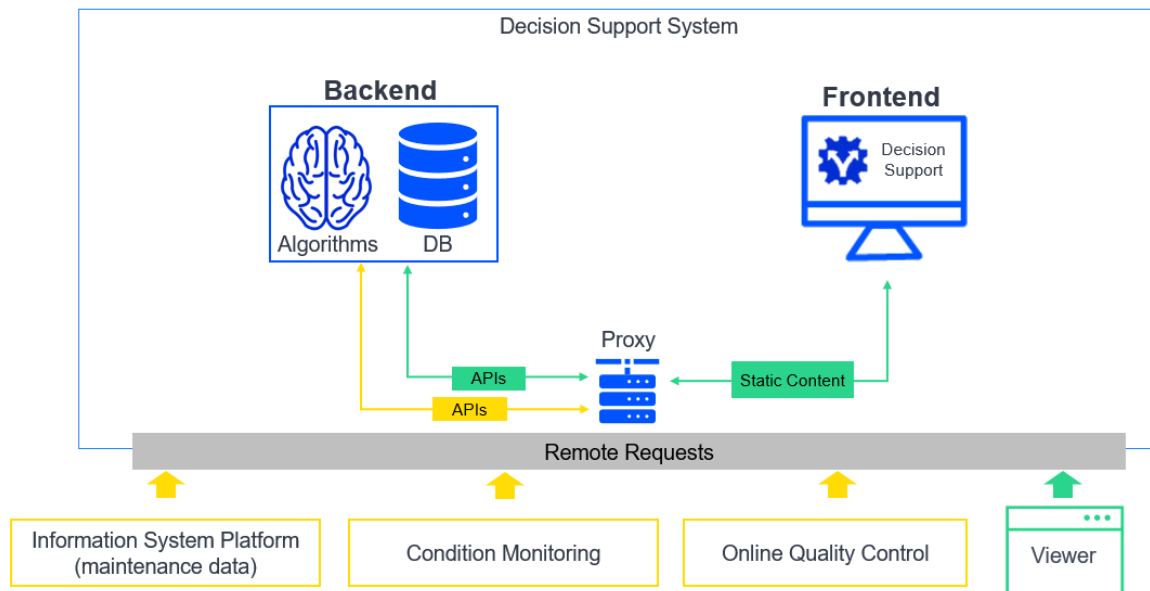 Decision Support System
Backend
Frontend
Decision
Support
Algorithms
DB
Proxy
APIs
Static Content
APIs
Remote Requests
Information System Platform
(maintenance data)
Condition Monitoring
Online Quality Control
Viewer